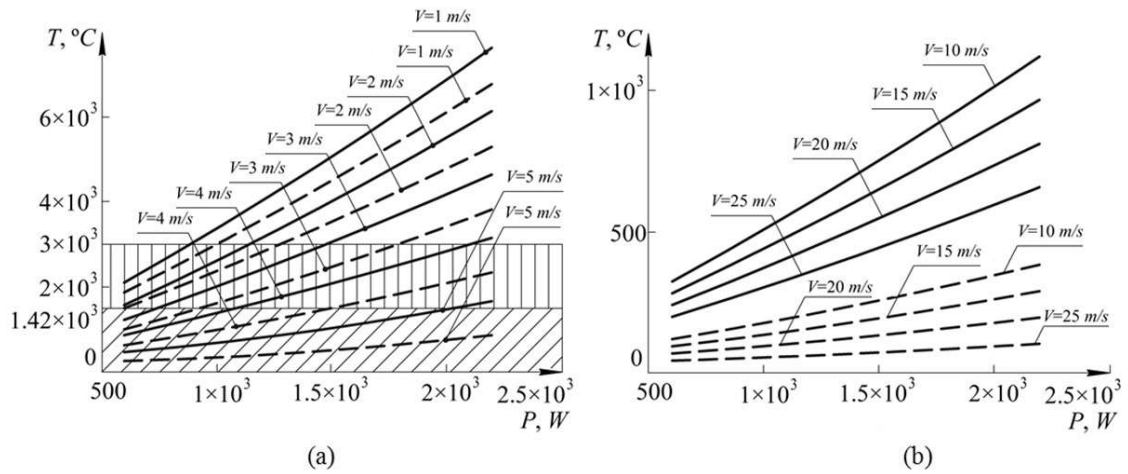 T, ºC
V=1 m/s
V=1 m/s
V=2 m/s
V=2 m/s
V=3 m/s
V=3 m/s
V=4 m/s
V=4 m/s
V=5 m/s
V=5 m/s
6×10³
4×10³
3×10³
2×10³
1.42×10³
0
500
1×10³
1.5×10³
2×10³
2.5×10³
P, W
(a)
T, ºC
V=10 m/s
V=15 m/s
V=20 m/s
V=25 m/s
V=10 m/s
V=15 m/s
V=20 m/s
V=25 m/s
1×10³
500
0
500
1×10³
1.5×10³
2×10³
2.5×10³
P, W
(b)